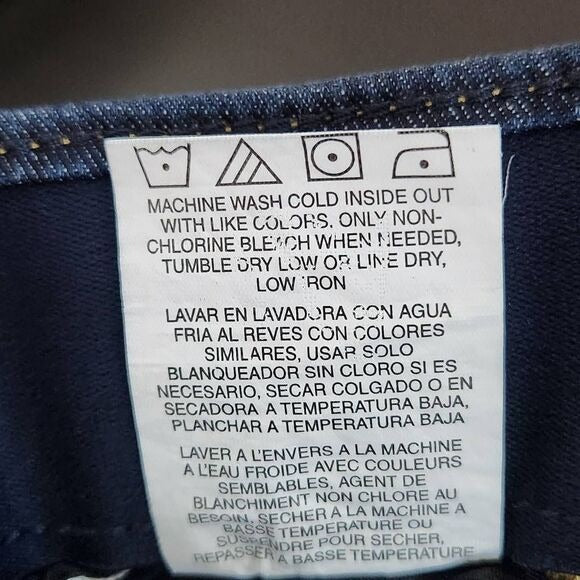 MACHINE WASH COLD INSIDE OUT
WITH LIKE COLORS. ONLY NON-
CHLORINE BLEACH WHEN NEEDED,
TUMBLE DRY LOW OR LINE DRY,
LOW IRON
LAVAR EN LAVADORA CON AGUA
FRIA AL REVES CON COLORES
SIMILARES, USAR SOLO
BLANQUEADOR SIN CLORO SI ES
NECESARIO, SECAR COLGADO O EN
SECADORA A TEMPERATURA BAJA,
PLANCHAR A TEMPERATURA BAJA
LAVER A L'ENVERS A LA MACHINE
A L'EAU FROIDE AVEC COULEURS
SEMBLABLES, AGENT DE
BLANCHIMENT NON CHLORE AU
BESOIN, SECHER A LA MACHINE A
BASSE TEMPERATURE OU
SUSPENDRE POUR SECHER,
REPASSER A BASSE TEMPERATURE